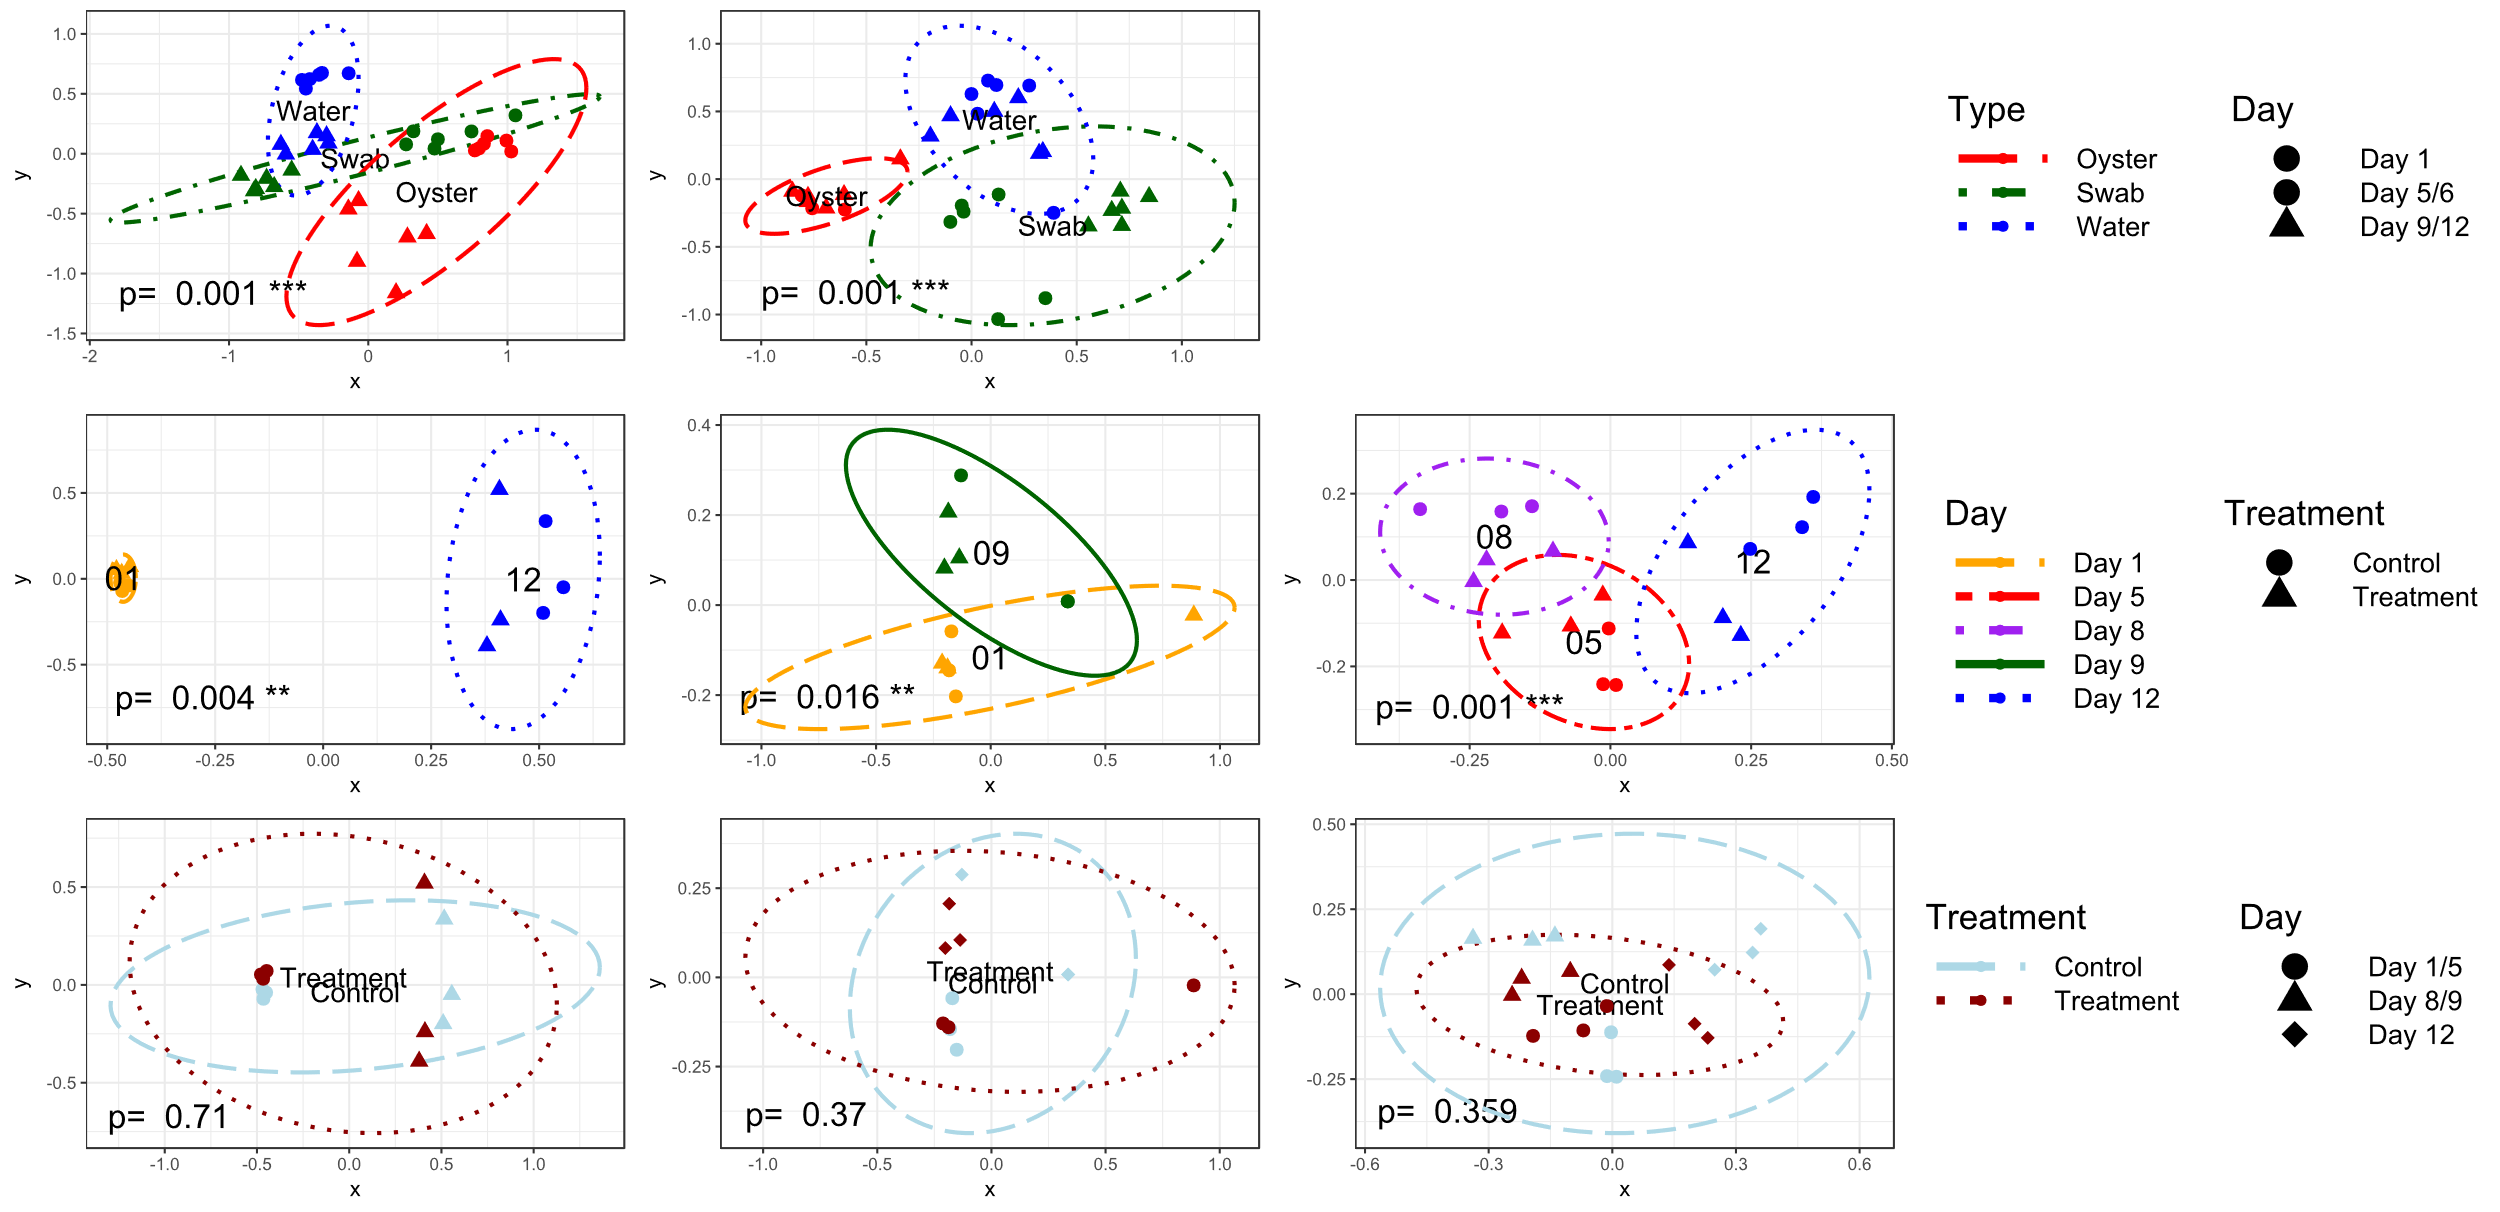 1.0
0.5
0.0
-0.5
-1.0
-1.5
y
Water
Swab
Oyster
p= 0.001 ***
-2 -1 0 1
x
1.0
0.5
0.0
-0.5
-1.0
y
Water
Oyster
Swab
p= 0.001 ***
-1.0 -0.5 0.0 0.5 1.0
x
Type
Oyster
Swab
Water
Day
Day 1
Day 5/6
Day 9/12
0.5
0.0
-0.5
y
01
12
p= 0.004 **
-0.50 -0.25 0.00 0.25 0.50
x
0.4
0.2
0.0
-0.2
y
09
01
p= 0.016 **
-1.0 -0.5 0.0 0.5 1.0
x
0.2
0.0
-0.2
y
08
12
05
p= 0.001 ***
-0.25 0.00 0.25 0.50
x
Day
Day 1
Day 5
Day 8
Day 9
Day 12
Treatment
Control
Treatment
0.5
0.0
-0.5
y
Treatment
Control
p= 0.71
-1.0 -0.5 0.0 0.5 1.0
x
0.25
0.00
-0.25
y
Treatment
Control
p= 0.37
-1.0 -0.5 0.0 0.5 1.0
x
0.50
0.25
0.00
-0.25
y
Control
Treatment
p= 0.359
-0.6 -0.3 0.0 0.3 0.6
x
Treatment
Control
Treatment
Day
Day 1/5
Day 8/9
Day 12